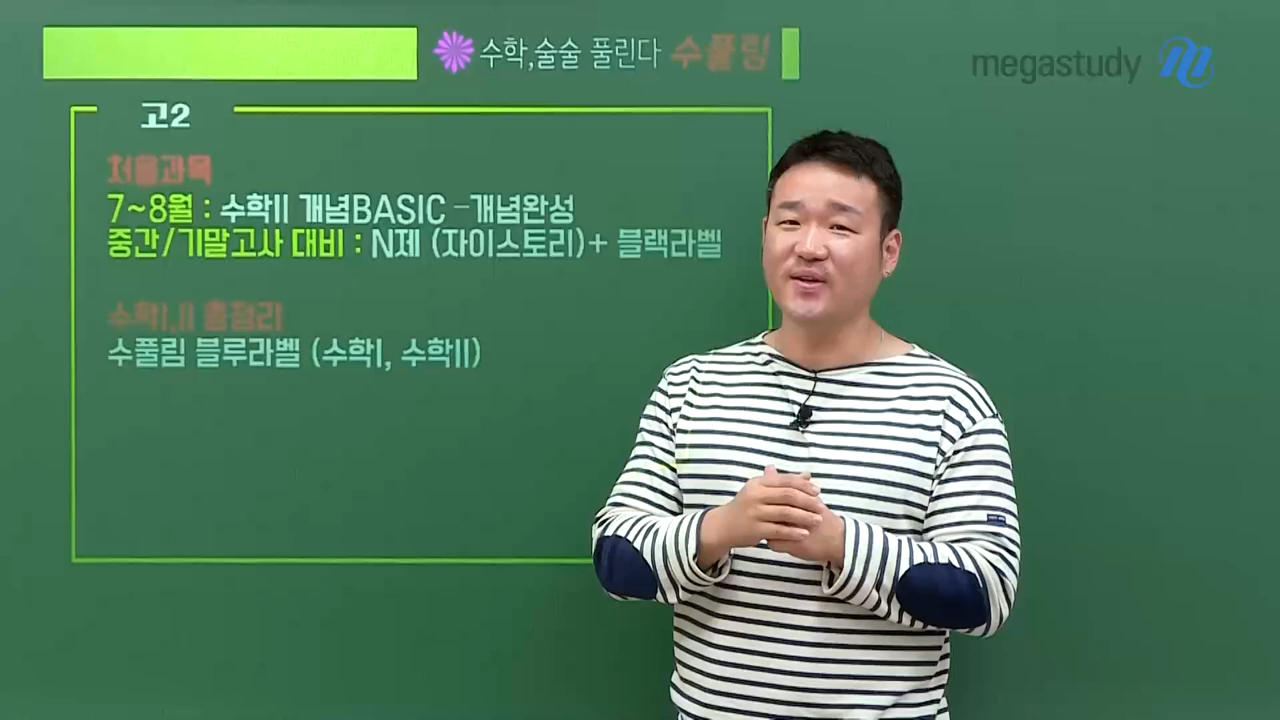 수학,술술 풀린다 수풀림
megastudy
고2
처음과목
7~8월 : 수학II 개념BASIC –개념완성
중간/기말고사 대비 : N제 (자이스토리)+ 블랙라벨
수학I,II 총정리
수풀림 블루라벨 (수학I, 수학II)